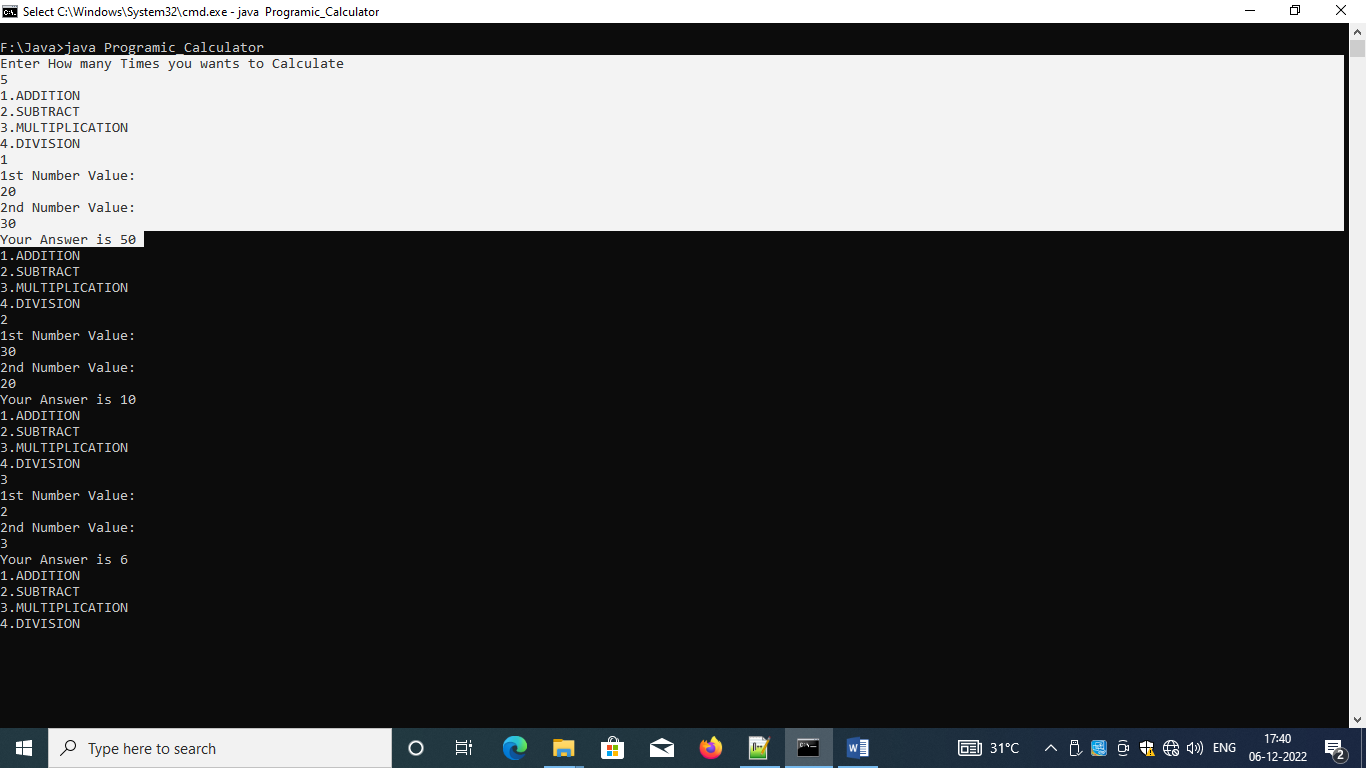 Select C:\Windows\System32\cmd.exe - java  Programic_Calculator
F:\Java>java Programic_Calculator
Enter How many Times you wants to Calculate
5
1.ADDITION
2.SUBTRACT
3.MULTIPLICATION
4.DIVISION
1
1st Number Value:
20
2nd Number Value:
30
Your Answer is 50
1.ADDITION
2.SUBTRACT
3.MULTIPLICATION
4.DIVISION
2
1st Number Value:
30
2nd Number Value:
20
Your Answer is 10
1.ADDITION
2.SUBTRACT
3.MULTIPLICATION
4.DIVISION
3
1st Number Value:
2
2nd Number Value:
3
Your Answer is 6
1.ADDITION
2.SUBTRACT
3.MULTIPLICATION
4.DIVISION
Type here to search
31°C
ENG
17:40
06-12-2022
2